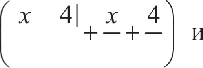 ( x 4| + x + 4 ) и